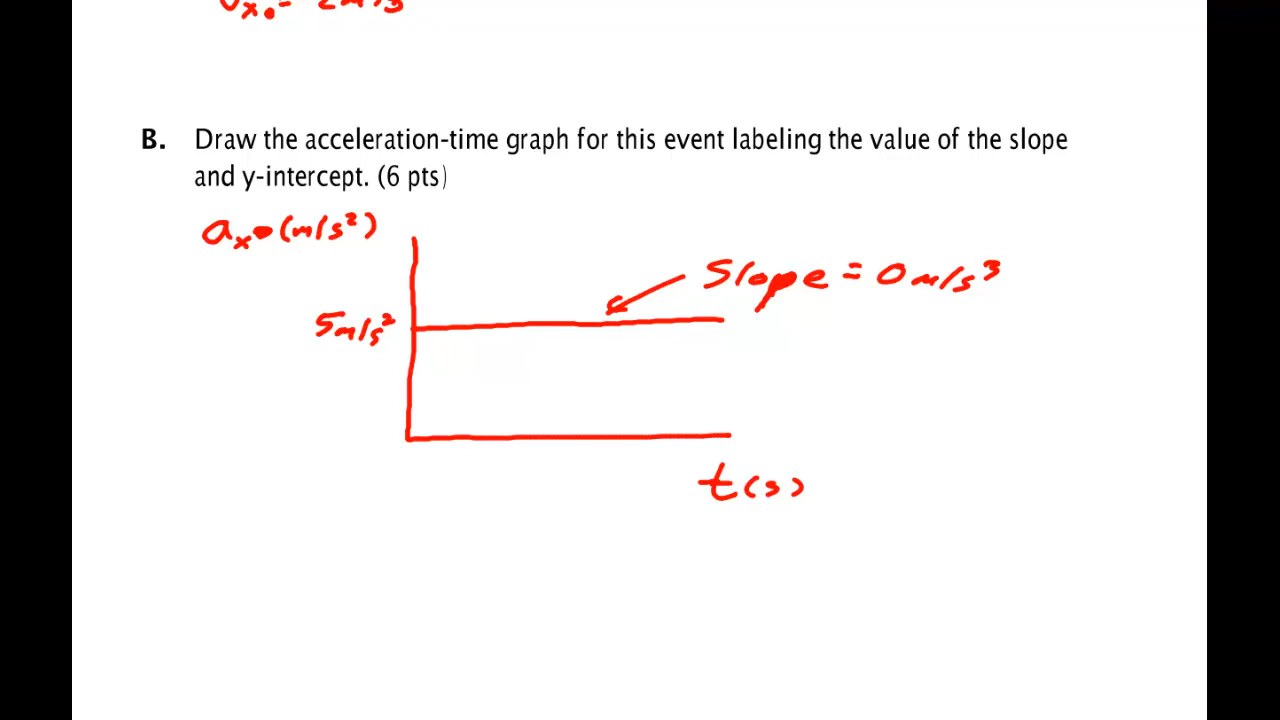 B. Draw the acceleration-time graph for this event labeling the value of the slope
and y-intercept. (6 pts)
ax (m/s²)
Slope = 0 m/s³
5 m/s²
t(s)